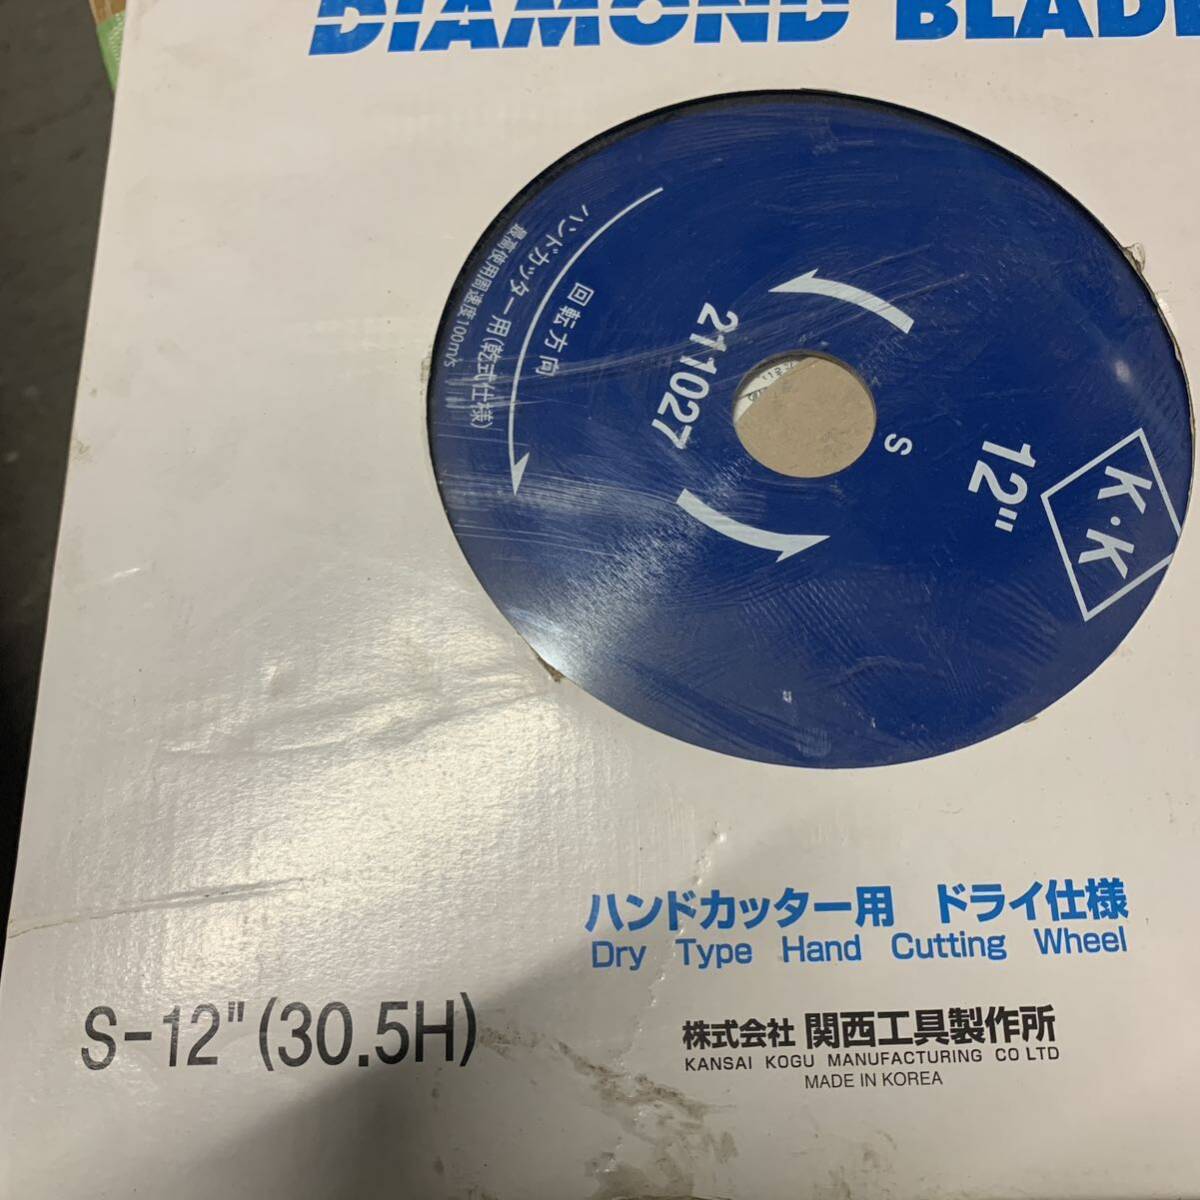 DIAMOND BLADE
ハンドカッター用(乾式仕様)
最高使用周速度100m/s
回転方向
211027
S
12"
K・K
ハンドカッター用 ドライ仕様
Dry Type Hand Cutting Wheel
S-12" (30.5H)
株式会社 関西工具製作所
KANSAI KOGU MANUFACTURING CO LTD
MADE IN KOREA